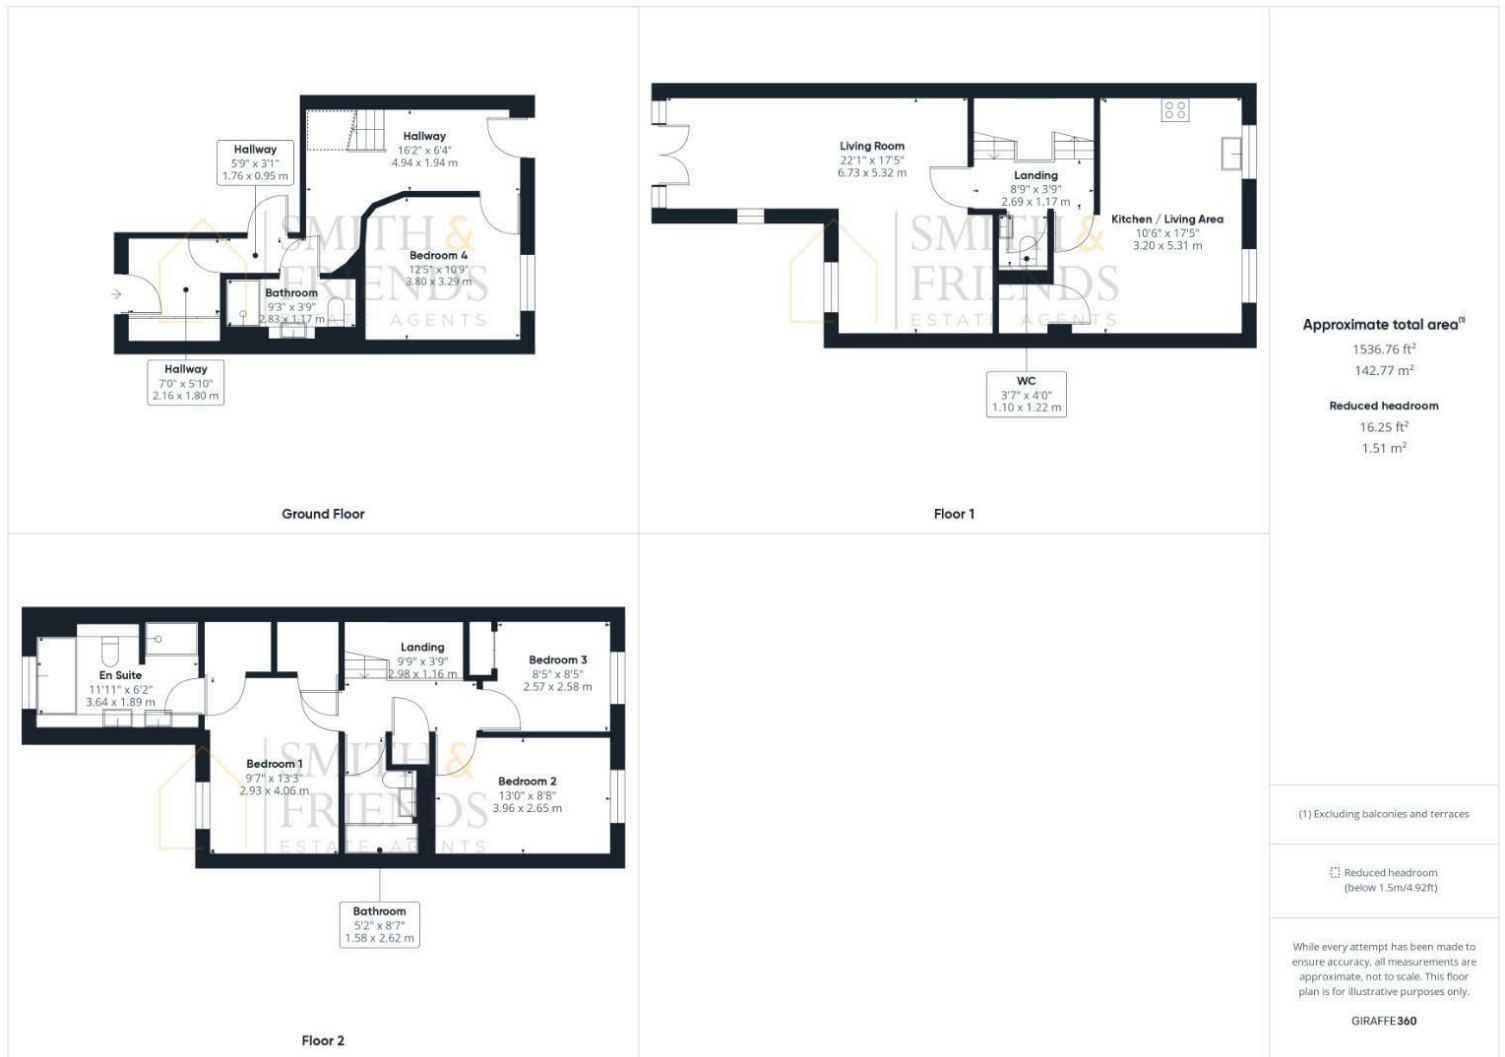 Hallway
5'9" x 3'1"
1.76 x 0.95 m
Hallway
16'2" x 6'4"
4.94 x 1.94 m
Bedroom 4
12'5" x 10'9"
3.80 x 3.29 m
Bathroom
9'3" x 3'9"
2.83 x 1.17 m
Hallway
7'0" x 5'10"
2.16 x 1.80 m
SMITH &
FRIENDS
ESTATE AGENTS
Ground Floor
Living Room
22'1" x 17'5"
6.73 x 5.32 m
Landing
8'9" x 3'9"
2.69 x 1.17 m
Kitchen / Living Area
10'6" x 17'5"
3.20 x 5.31 m
WC
3'7" x 4'0"
1.10 x 1.22 m
SMITH &
FRIENDS
ESTATE AGENTS
Floor 1
En Suite
11'11" x 6'2"
3.64 x 1.89 m
Landing
9'9" x 3'9"
2.98 x 1.16 m
Bedroom 3
8'5" x 8'5"
2.57 x 2.58 m
Bedroom 1
9'7" x 13'3"
2.93 x 4.06 m
Bedroom 2
13'0" x 8'8"
3.96 x 2.65 m
Bathroom
5'2" x 8'7"
1.58 x 2.62 m
SMITH &
FRIENDS
ESTATE AGENTS
Floor 2
Approximate total area(1)
1536.76 ft²
142.77 m²
Reduced headroom
16.25 ft²
1.51 m²
(1) Excluding balconies and terraces
Reduced headroom
(below 1.5m/4.92ft)
While every attempt has been made to
ensure accuracy, all measurements are
approximate, not to scale. This floor
plan is for illustrative purposes only.
GIRAFFE360